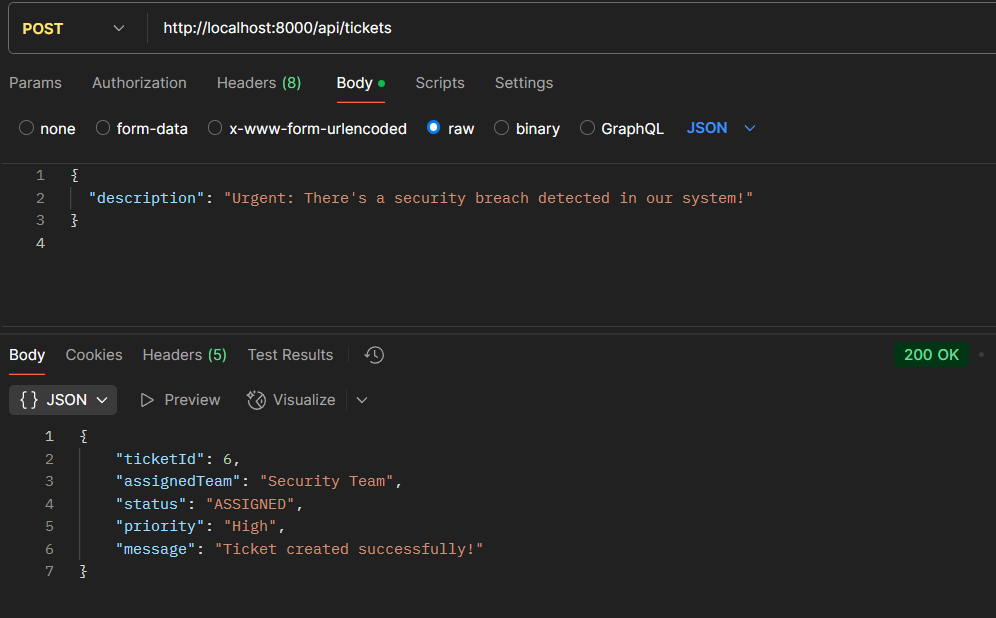 POST http://localhost:8000/api/tickets
Params Authorization Headers (8) Body Scripts Settings
none form-data x-www-form-urlencoded raw binary GraphQL JSON
1 {
2 "description": "Urgent: There's a security breach detected in our system!"
3 }
4
Body Cookies Headers (5) Test Results 200 OK
{} JSON Preview Visualize
1 {
2 "ticketId": 6,
3 "assignedTeam": "Security Team",
4 "status": "ASSIGNED",
5 "priority": "High",
6 "message": "Ticket created successfully!"
7 }